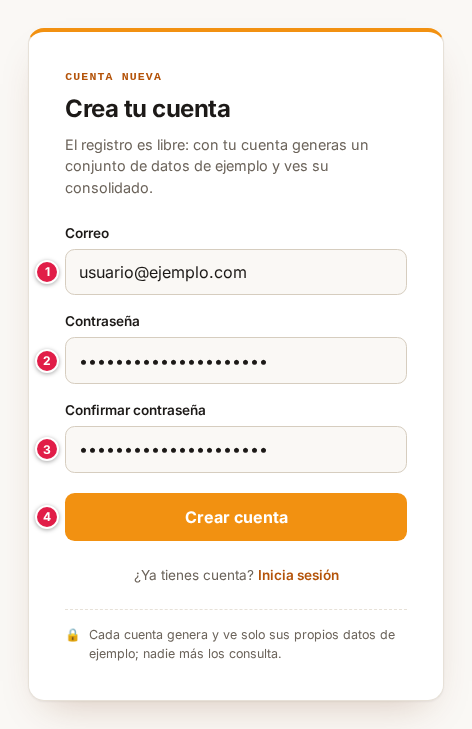 CUENTA NUEVA
Crea tu cuenta
El registro es libre: con tu cuenta generas un
conjunto de datos de ejemplo y ves su
consolidado.
Correo
1 usuario@ejemplo.com
Contraseña
2 •••••••••••••••••••••
Confirmar contraseña
3 •••••••••••••••••••••
4 Crear cuenta
¿Ya tienes cuenta? Inicia sesión
🔒 Cada cuenta genera y ve solo sus propios datos de
ejemplo; nadie más los consulta.